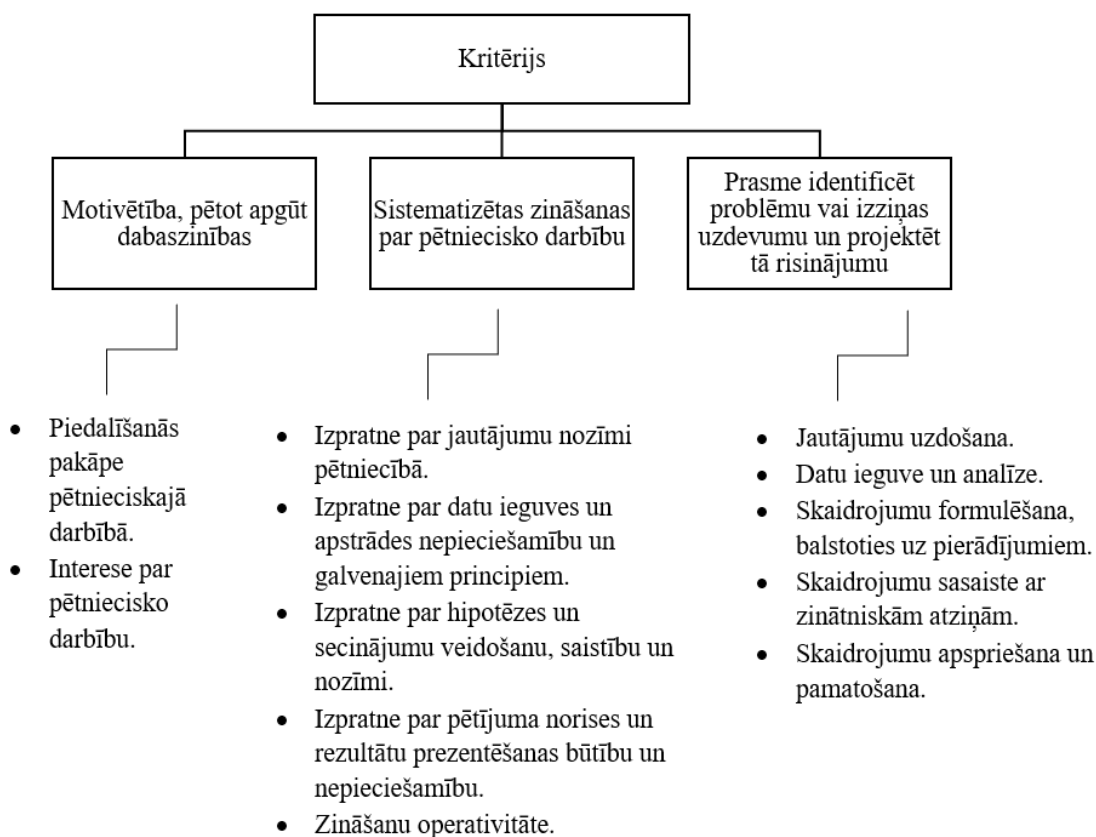 Kritērijs
Motivētība, pētot apgūt
dabaszinības
Sistematizētas zināšanas
par pētniecisko darbību
Prasme identificēt
problēmu vai izziņas
uzdevumu un projektēt
tā risinājumu
• Piedalīšanās
pakāpe
pētnieciskajā
darbībā.
• Interese par
pētniecisko
darbību.
• Izpratne par jautājumu nozīmi
pētniecībā.
• Izpratne par datu ieguves un
apstrādes nepieciešamību un
galvenajiem principiem.
• Izpratne par hipotēzes un
secinājumu veidošanu, saistību un
nozīmi.
• Izpratne par pētījuma norises un
rezultātu prezentēšanas būtību un
nepieciešamību.
• Zināšanu operativitāte.
• Jautājumu uzdošana.
• Datu ieguve un analīze.
• Skaidrojumu formulēšana,
balstoties uz pierādījumiem.
• Skaidrojumu sasaiste ar
zinātniskām atziņām.
• Skaidrojumu apspriešana un
pamatošana.